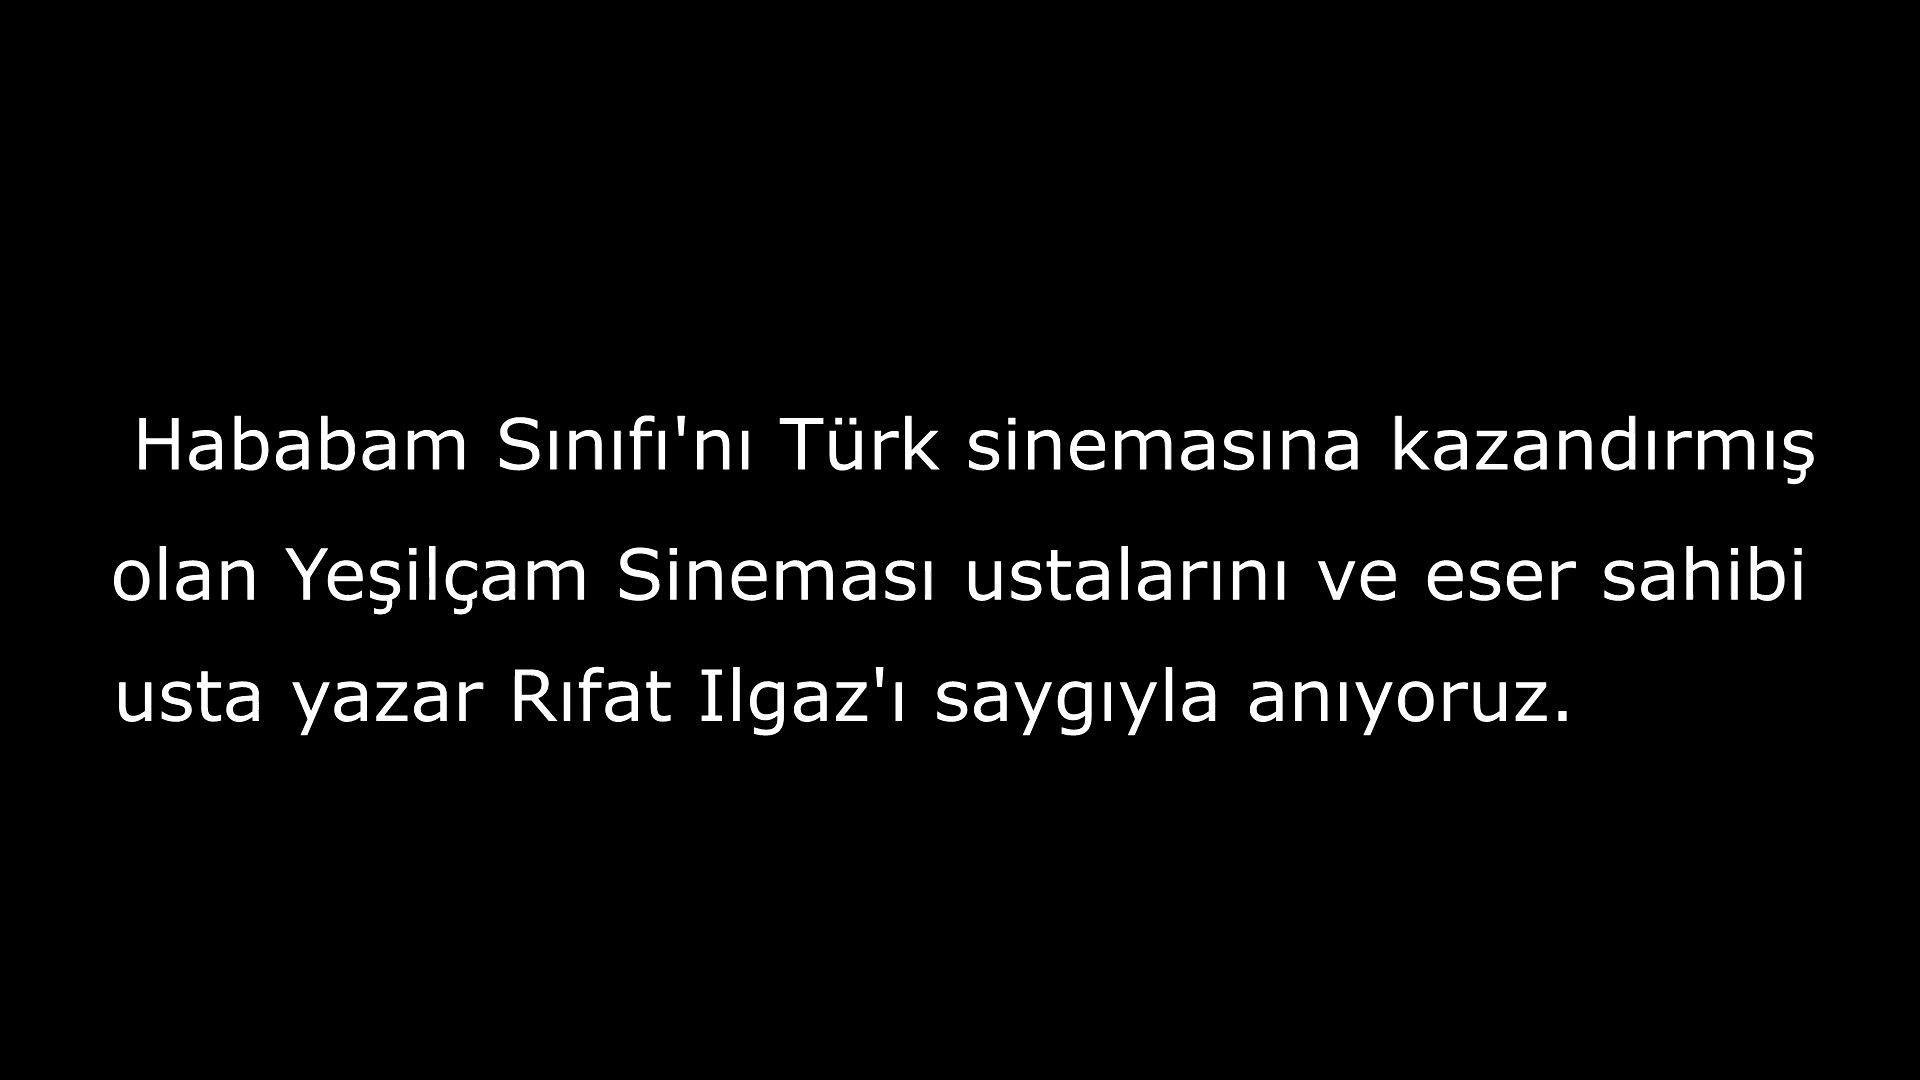 Hababam Sınıfı'nı Türk sinemasına kazandırmış
olan Yeşilçam Sineması ustalarını ve eser sahibi
usta yazar Rıfat Ilgaz'ı saygıyla anıyoruz.